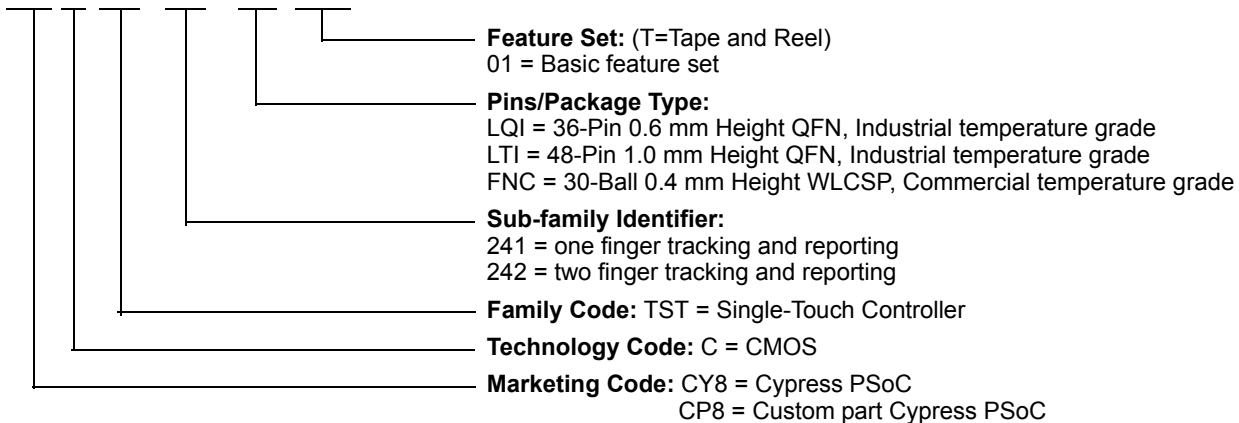 Feature Set: (T=Tape and Reel)
01 = Basic feature set
Pins/Package Type:
LQI = 36-Pin 0.6 mm Height QFN, Industrial temperature grade
LTI = 48-Pin 1.0 mm Height QFN, Industrial temperature grade
FNC = 30-Ball 0.4 mm Height WLCSP, Commercial temperature grade
Sub-family Identifier:
241 = one finger tracking and reporting
242 = two finger tracking and reporting
Family Code: TST = Single-Touch Controller
Technology Code: C = CMOS
Marketing Code: CY8 = Cypress PSoC
CP8 = Custom part Cypress PSoC